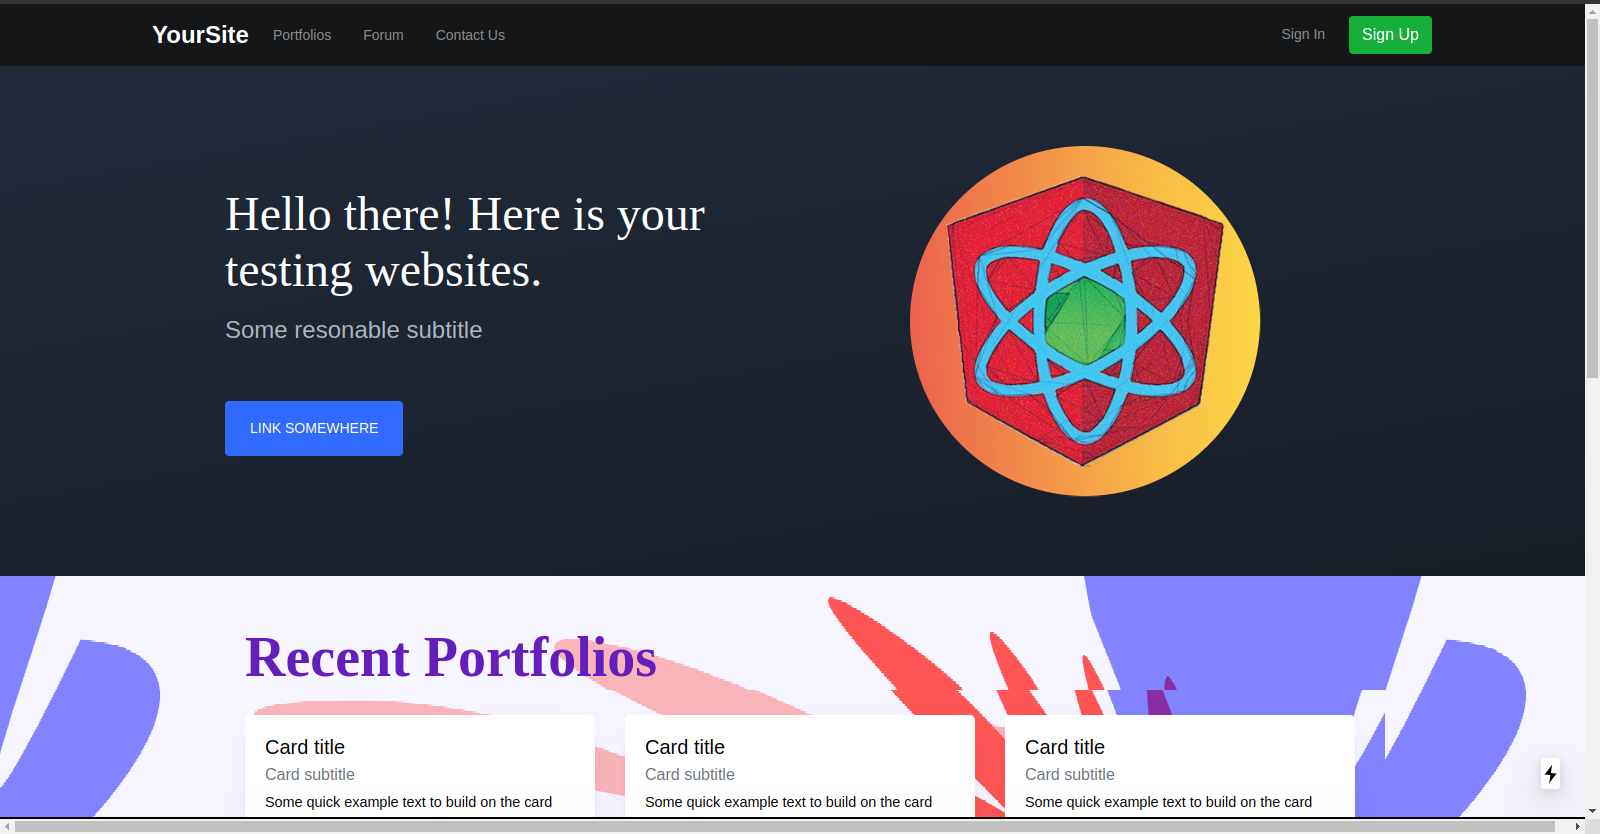 YourSite
Portfolios
Forum
Contact Us
Sign In
Sign Up
Hello there! Here is your
testing websites.
Some resonable subtitle
LINK SOMEWHERE
Recent Portfolios
Card title
Card subtitle
Some quick example text to build on the card
Card title
Card subtitle
Some quick example text to build on the card
Card title
Card subtitle
Some quick example text to build on the card